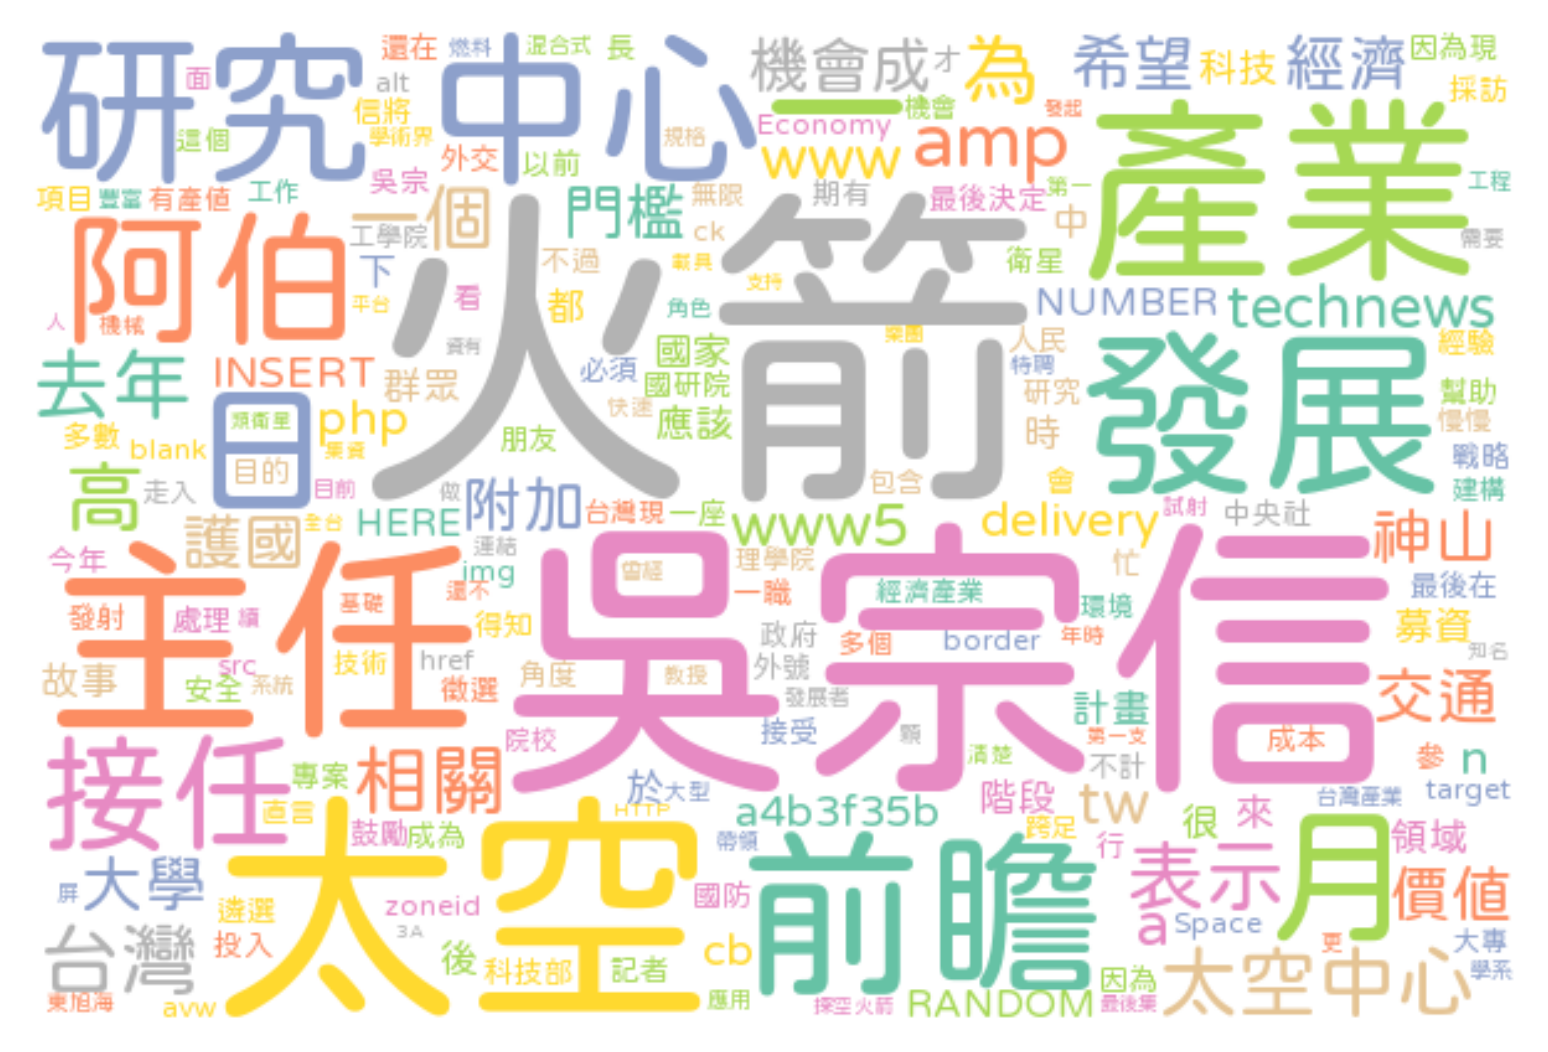 研究中心
還在
燃料
混合式
長
機會成
才
為
希望
科技
經濟
因為現
面
alt
信將
一
機會
發起
採訪
這個
學術界
規格
Economy
www
amp
產業
外交
以前
吳宗
項目
豐富
有產值
工作
一個
門檻
無限
期有
最後決定
第一
工程
阿伯
工學院
ck
中
需要
下
不過
載具
衛星
火箭
平台
看
都
角色
支持
NUMBER
technews
人
機械
資有
國家
樂團
人民
經驗
發展
去年
INSERT
群眾
必須
國研院
特聘
研究
幫助
日
類衛星
php
快速
應該
時
慢慢
多數
blank
集資
朋友
目的
戰略
高
走入
目前
做
附加
包含
會
建構
護國
全台
HERE
台灣現
一座
www5
delivery
試射
中央社
神山
今年
連結
img
曾經
理學院
忙
主任
吳宗信
還不
一職
經濟產業
最後在
發射
處理
續
基礎
得知
政府
多個
border
年時
環境
募資
故事
src
安全
系統
技術
href
徵選
角度
教授
外號
知名
發展者
計畫
交通
接任
院校
接受
顆
清楚
第一支
成本
不計
參
n
專案
相關
於
大型
階段
tw
台灣產業
target
直言
HTTP
a4b3f35b
跨足
很
來
鼓勵
成為
帶領
行
領域
太空
前瞻
屏
大學
遴選
zoneid
國防
表示
月
價值
台灣
投入
3A
後
科技部
記者
cb
a
Space
更
大專
因為
太空中心
學系
東旭海
avw
應用
探空火箭
RANDOM
最後集